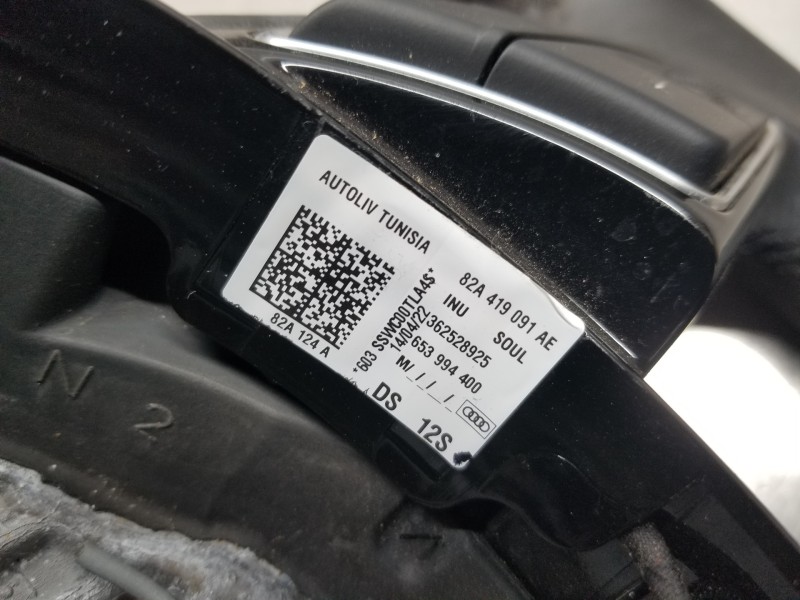 AUTOLIV TUNISIA
82A 419 091 AE
INU SOUL
*603 SSWC00TLA4S*
14/04/22 362528925
653 994 400
M/_/_/_/
82A 124 A
DS 12S
N 2